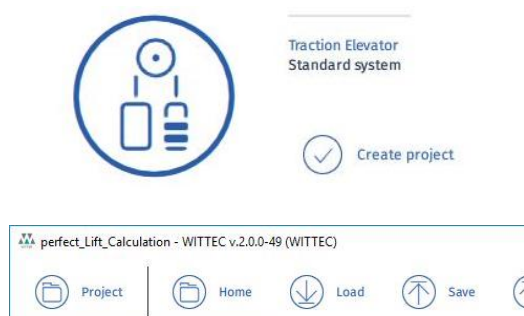 Traction Elevator
Standard system
Create project
perfect_Lift_Calculation - WITTEC v.2.0.0-49 (WITTEC)
Project Home Load Save